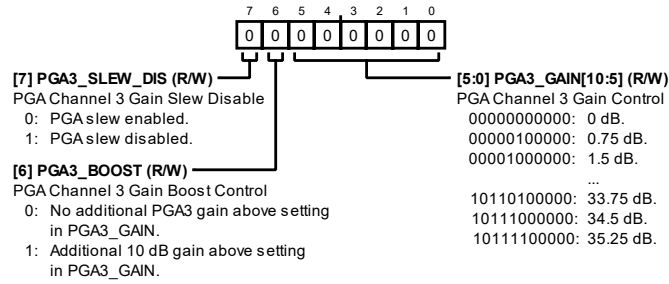 7 6 5 4 3 2 1 0
0 0 0 0 0 0 0 0
[7] PGA3_SLEW_DIS (R/W)
PGA Channel 3 Gain Slew Disable
0: PGA slew enabled.
1: PGA slew disabled.
[6] PGA3_BOOST (R/W)
PGA Channel 3 Gain Boost Control
0: No additional PGA3 gain above setting
in PGA3_GAIN.
1: Additional 10 dB gain above setting
in PGA3_GAIN.
[5:0] PGA3_GAIN[10:5] (R/W)
PGA Channel 3 Gain Control
00000000000: 0 dB.
00000100000: 0.75 dB.
00001000000: 1.5 dB.
...
10110100000: 33.75 dB.
10111000000: 34.5 dB.
10111100000: 35.25 dB.